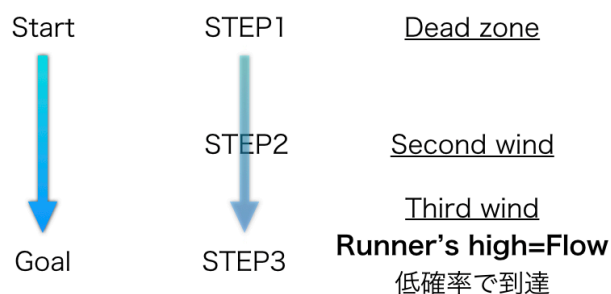 Start STEP1 Dead zone
STEP2 Second wind
Third wind
Runner's high=Flow
Goal STEP3
低確率で到達